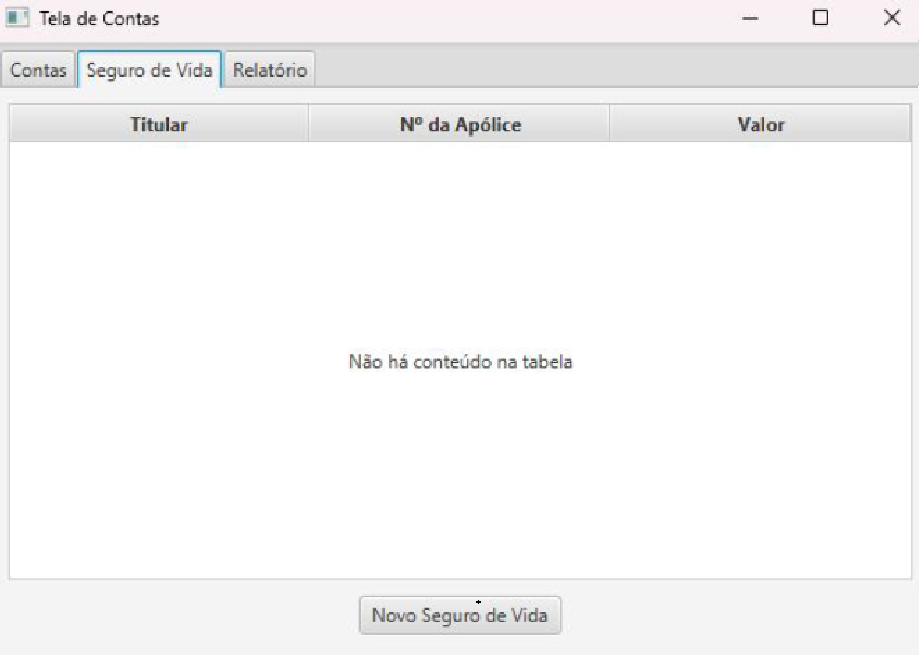 Tela de Contas
Contas Seguro de Vida Relatório
Titular Nº da Apólice Valor
Não há conteúdo na tabela
Novo Seguro de Vida